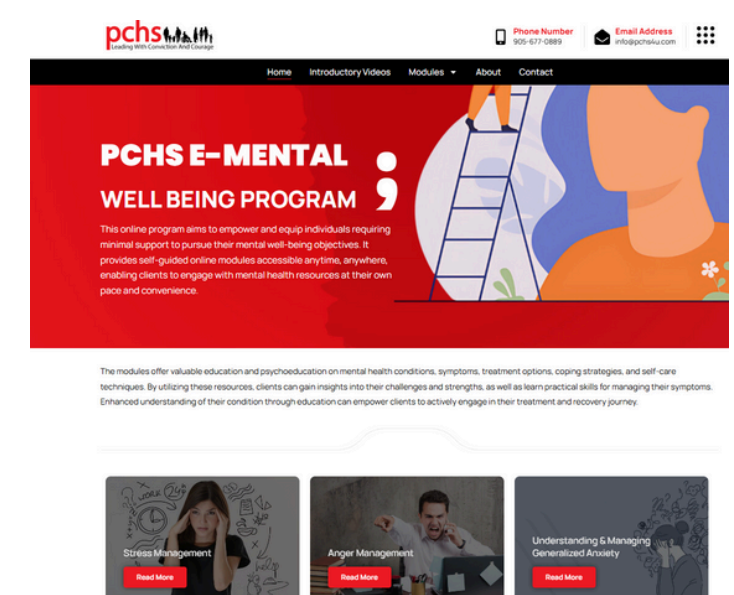 pchs
Leading With Conviction And Courage
Phone Number
905-677-0889
Email Address
info@pchs4u.com
Home Introductory Videos Modules About Contact
PCHS E-MENTAL
WELL BEING PROGRAM ;
This online program aims to empower and equip individuals requiring
minimal support to pursue their mental well-being objectives. It
provides self-guided online modules accessible anytime, anywhere,
enabling clients to engage with mental health resources at their own
pace and convenience.
The modules offer valuable education and psychoeducation on mental health conditions, symptoms, treatment options, coping strategies, and self-care
techniques. By utilizing these resources, clients can gain insights into their challenges and strengths, as well as learn practical skills for managing their symptoms.
Enhanced understanding of their condition through education can empower clients to actively engage in their treatment and recovery journey.
WORK
help
Stress Management
Read More
Anger Management
Read More
Understanding & Managing
Generalized Anxiety
Read More